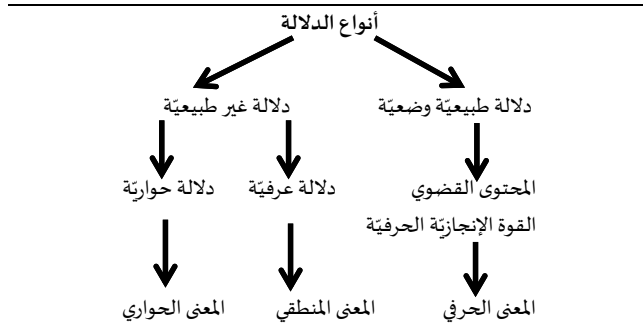 أنواع الدلالة
دلالة طبيعيّة وضعيّة
دلالة غير طبيعيّة
المحتوى القضوي
دلالة عرفيّة
دلالة حواريّة
القوة الإنجازيّة الحرفيّة
المعنى الحرفي
المعنى المنطقي
المعنى الحواري